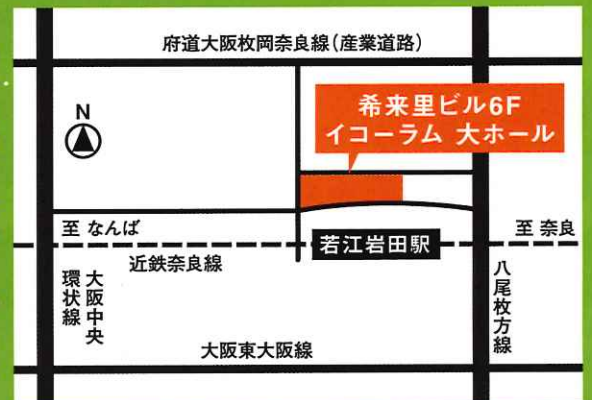 府道大阪枚岡奈良線（産業道路）
N
希来里ビル6F
イコーラム 大ホール
至 なんば
至 奈良
若江岩田駅
近鉄奈良線
大阪中央
環状線
八尾枚方線
大阪東大阪線